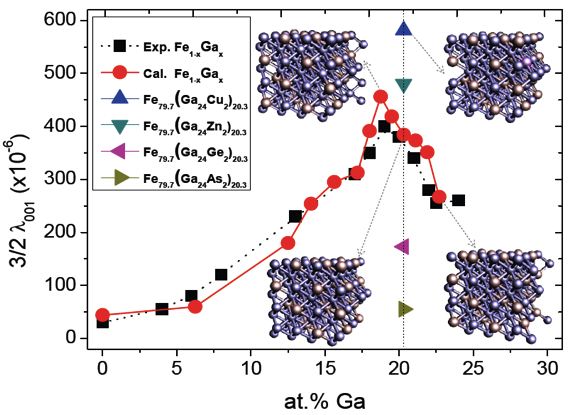 600
500
400
300
200
100
0
3/2 λ001 (x10-6)
Exp. Fe1-xGax
Cal. Fe1-xGax
Fe79.7(Ga24Cu2)20.3
Fe79.7(Ga24Zn2)20.3
Fe79.7(Ga24Ge2)20.3
Fe79.7(Ga24As2)20.3
0 5 10 15 20 25 30
at.% Ga